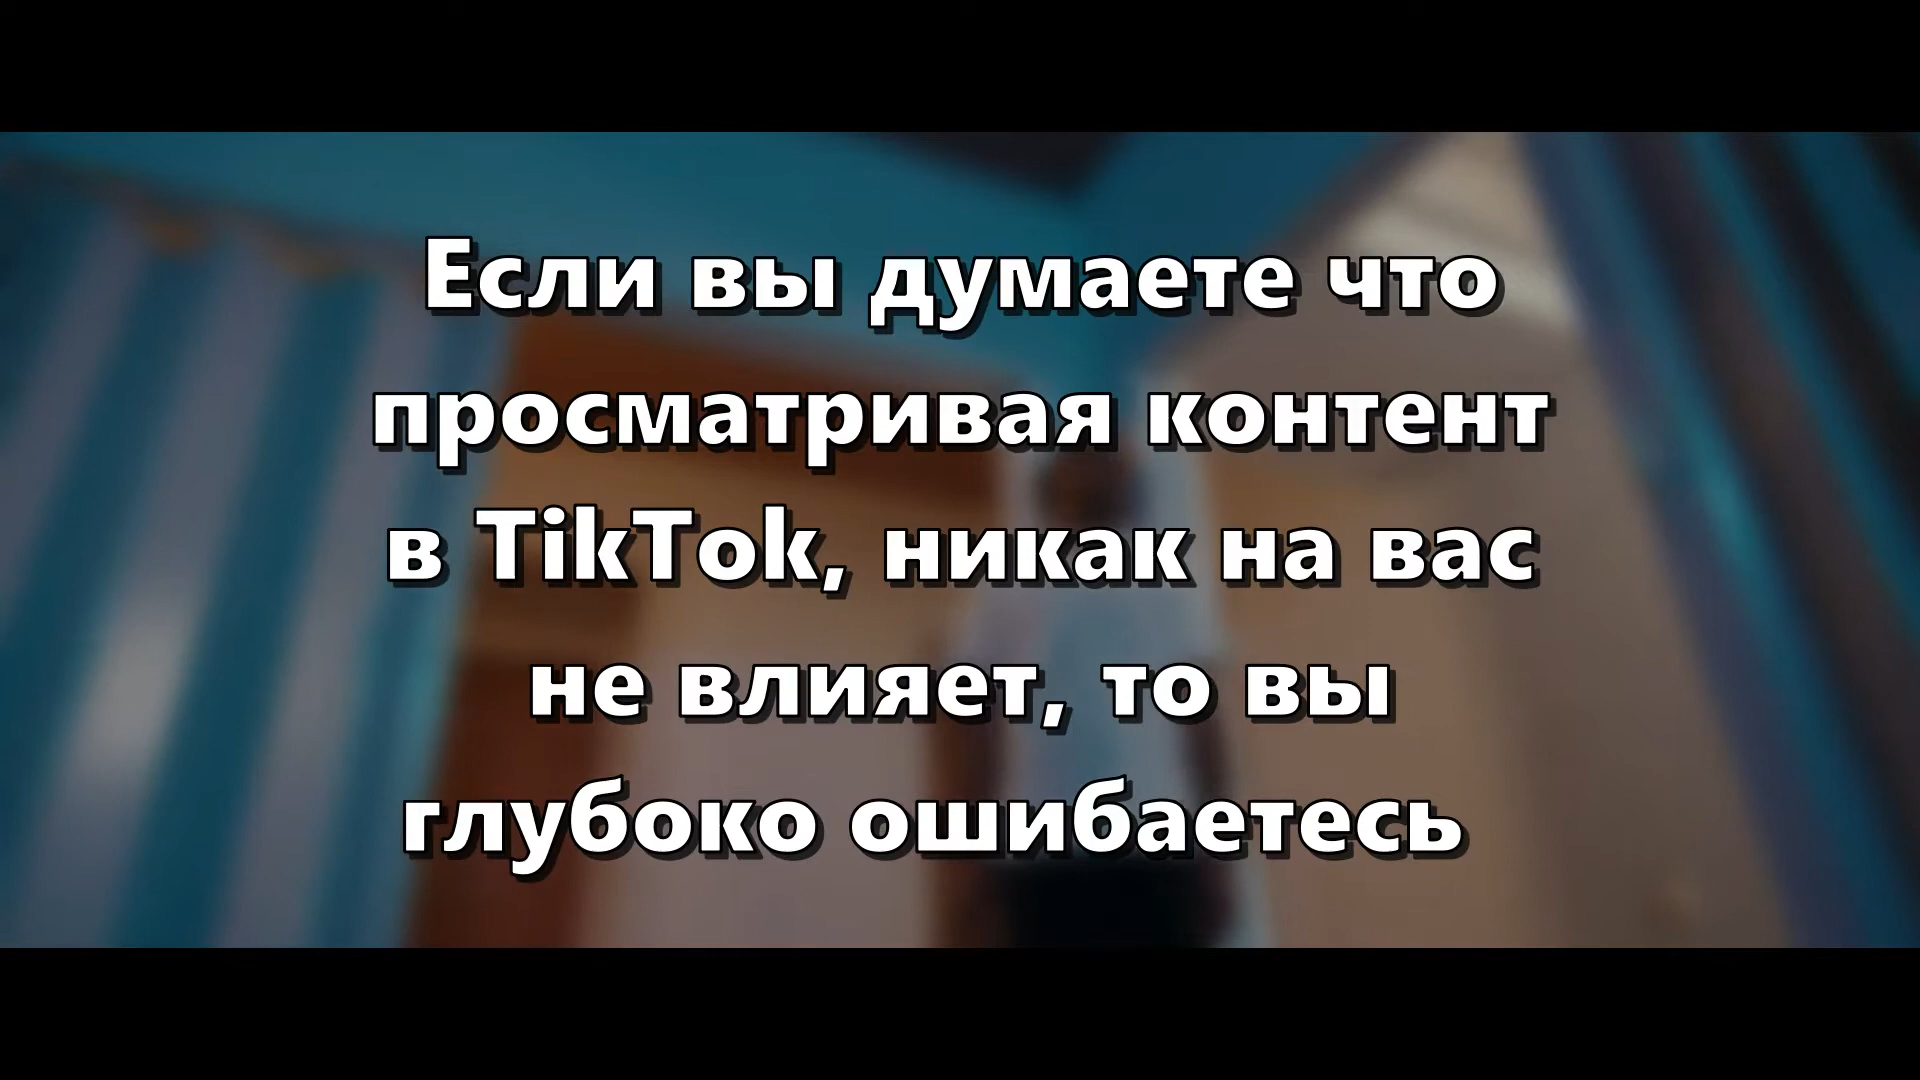 Если вы думаете что
просматривая контент
в TikTok, никак на вас
не влияет, то вы
глубоко ошибаетесь